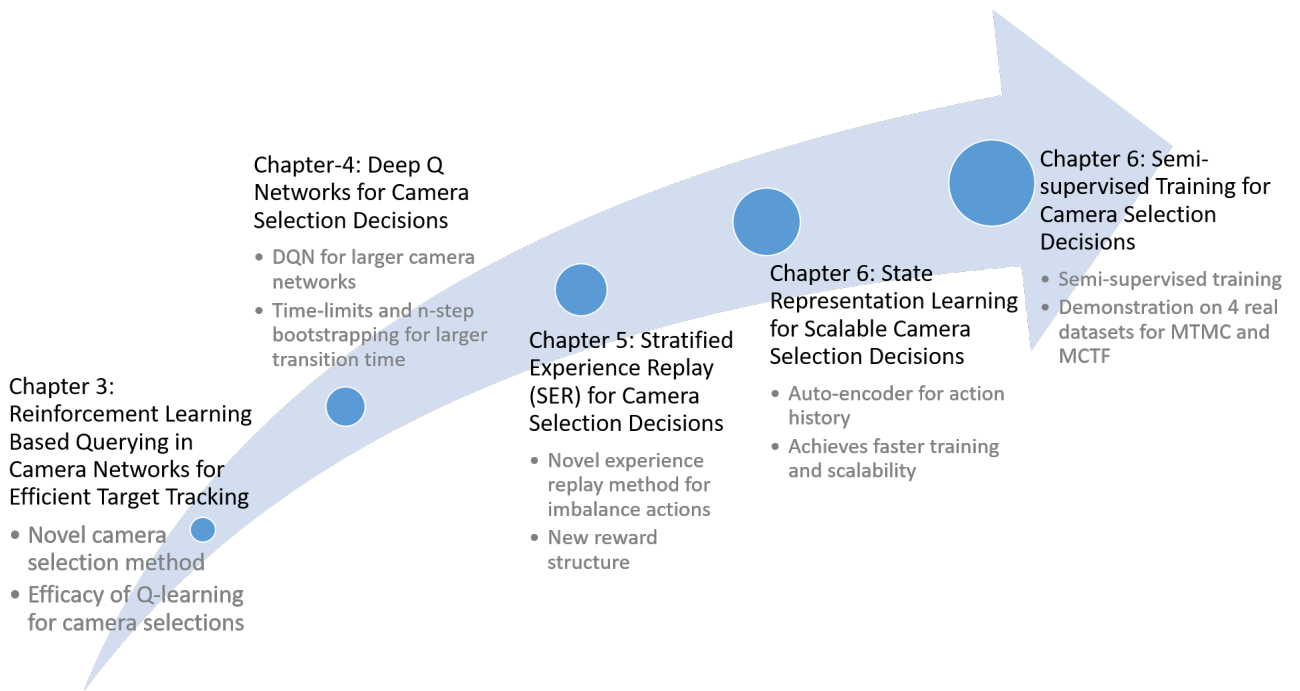 Chapter 3:
Reinforcement Learning
Based Querying in
Camera Networks for
Efficient Target Tracking
• Novel camera
selection method
• Efficacy of Q-learning
for camera selections
Chapter-4: Deep Q
Networks for Camera
Selection Decisions
• DQN for larger camera
networks
• Time-limits and n-step
bootstrapping for larger
transition time
Chapter 5: Stratified
Experience Replay
(SER) for Camera
Selection Decisions
• Novel experience
replay method for
imbalance actions
• New reward
structure
Chapter 6: State
Representation Learning
for Scalable Camera
Selection Decisions
• Auto-encoder for action
history
• Achieves faster training
and scalability
Chapter 6: Semi-
supervised Training for
Camera Selection
Decisions
• Semi-supervised training
• Demonstration on 4 real
datasets for MTMC and
MCTF